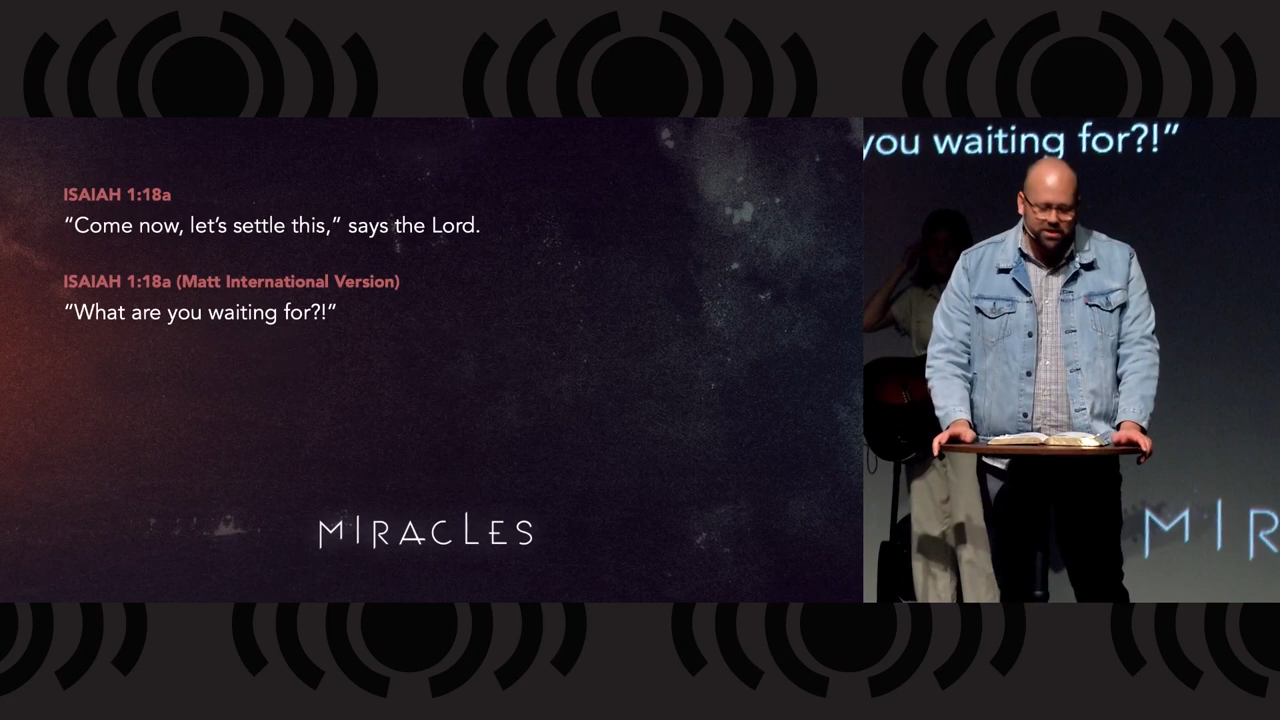 ISAIAH 1:18a
“Come now, let’s settle this,” says the Lord.
ISAIAH 1:18a (Matt International Version)
“What are you waiting for?!”
MIRACLES
you waiting for?!”
MIR